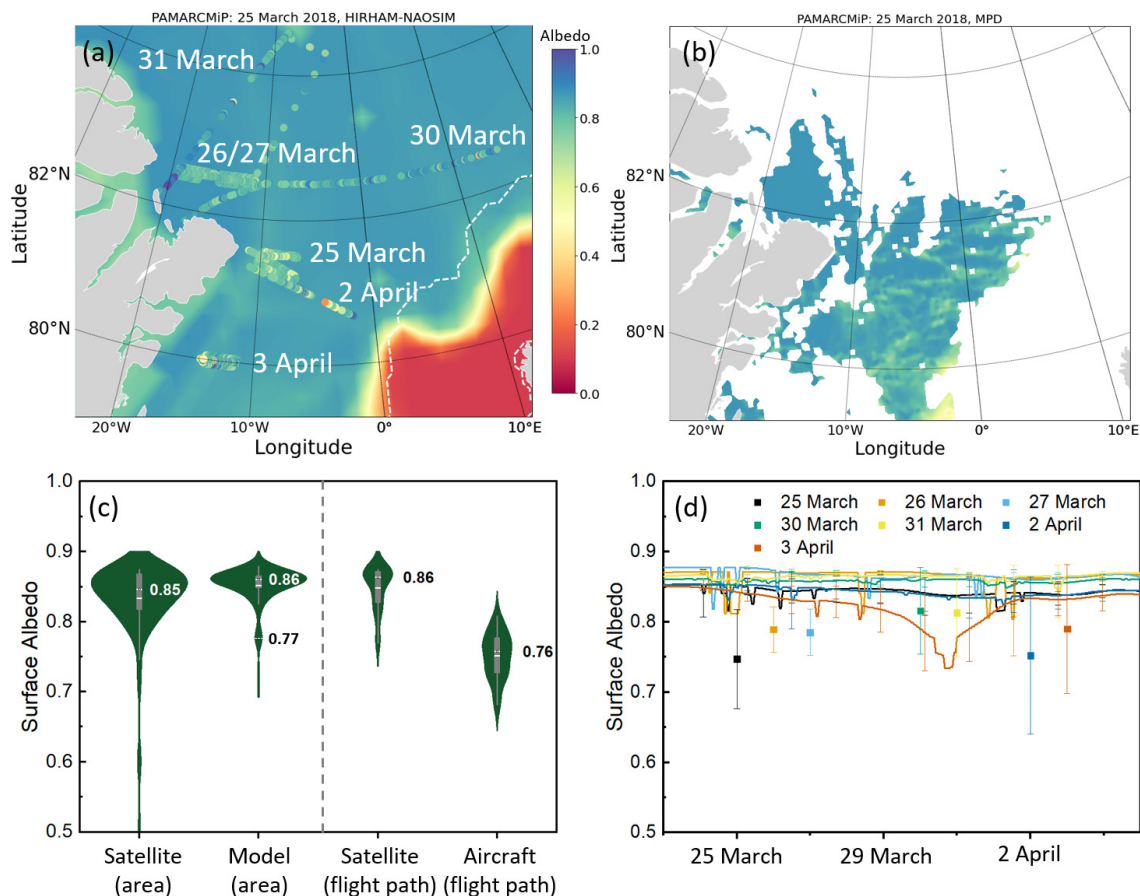 PAMARCMiP: 25 March 2018, HIRHAM-NAOSIM
(a)
31 March
30 March
26/27 March
25 March
2 April
3 April
82°N
80°N
Latitude
20°W
10°W
0°
10°E
Longitude
Albedo
1.0
0.8
0.6
0.4
0.2
0.0
PAMARCMiP: 25 March 2018, MPD
(b)
82°N
80°N
Latitude
20°W
10°W
0°
10°E
Longitude
(c)
1.0
0.9
0.8
0.7
0.6
0.5
Surface Albedo
0.85
0.86
0.77
0.86
0.76
Satellite
(area)
Model
(area)
Satellite
(flight path)
Aircraft
(flight path)
(d)
25 March
26 March
27 March
30 March
31 March
2 April
3 April
1.0
0.9
0.8
0.7
0.6
0.5
Surface Albedo
25 March
29 March
2 April